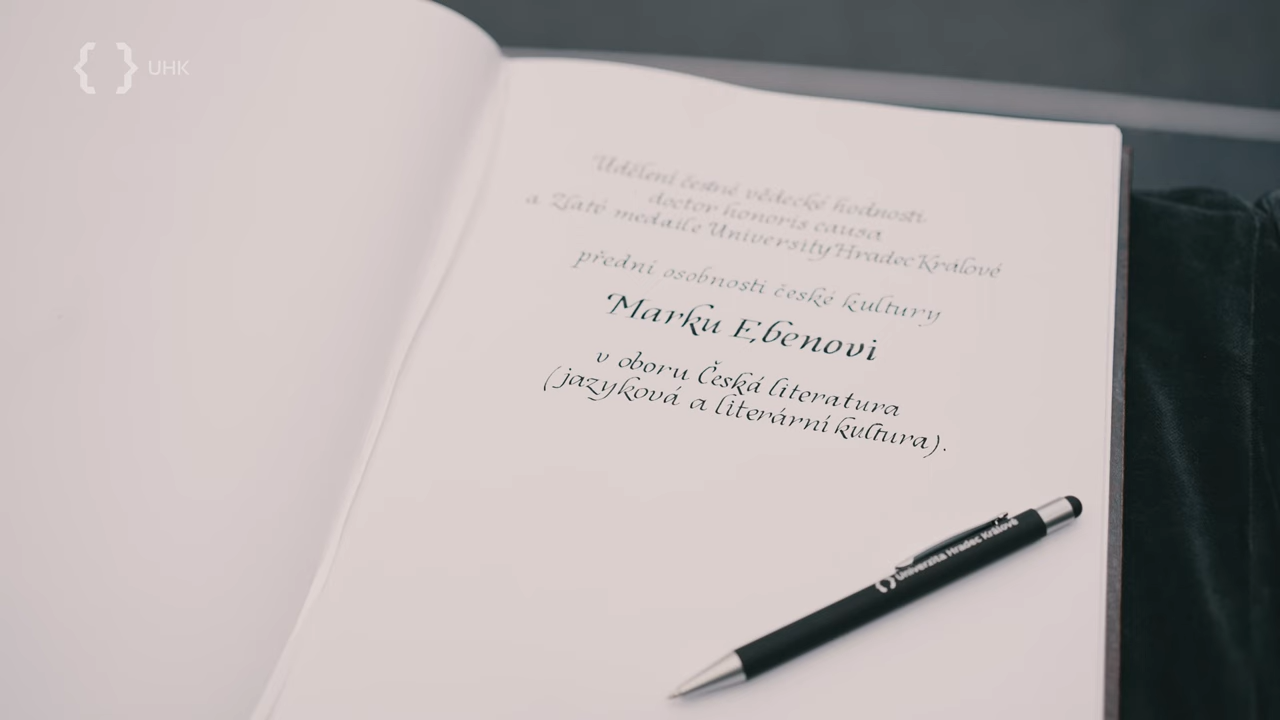 { } UHK
Udělení čestné vědecké hodnosti
doctor honoris causa
a Zlaté medaile University Hradec Králové
přední osobnosti české kultury
Marku Ebenovi
v oboru Česká literatura
(jazyková a literární kultura).
{ } Univerzita Hradec Králové